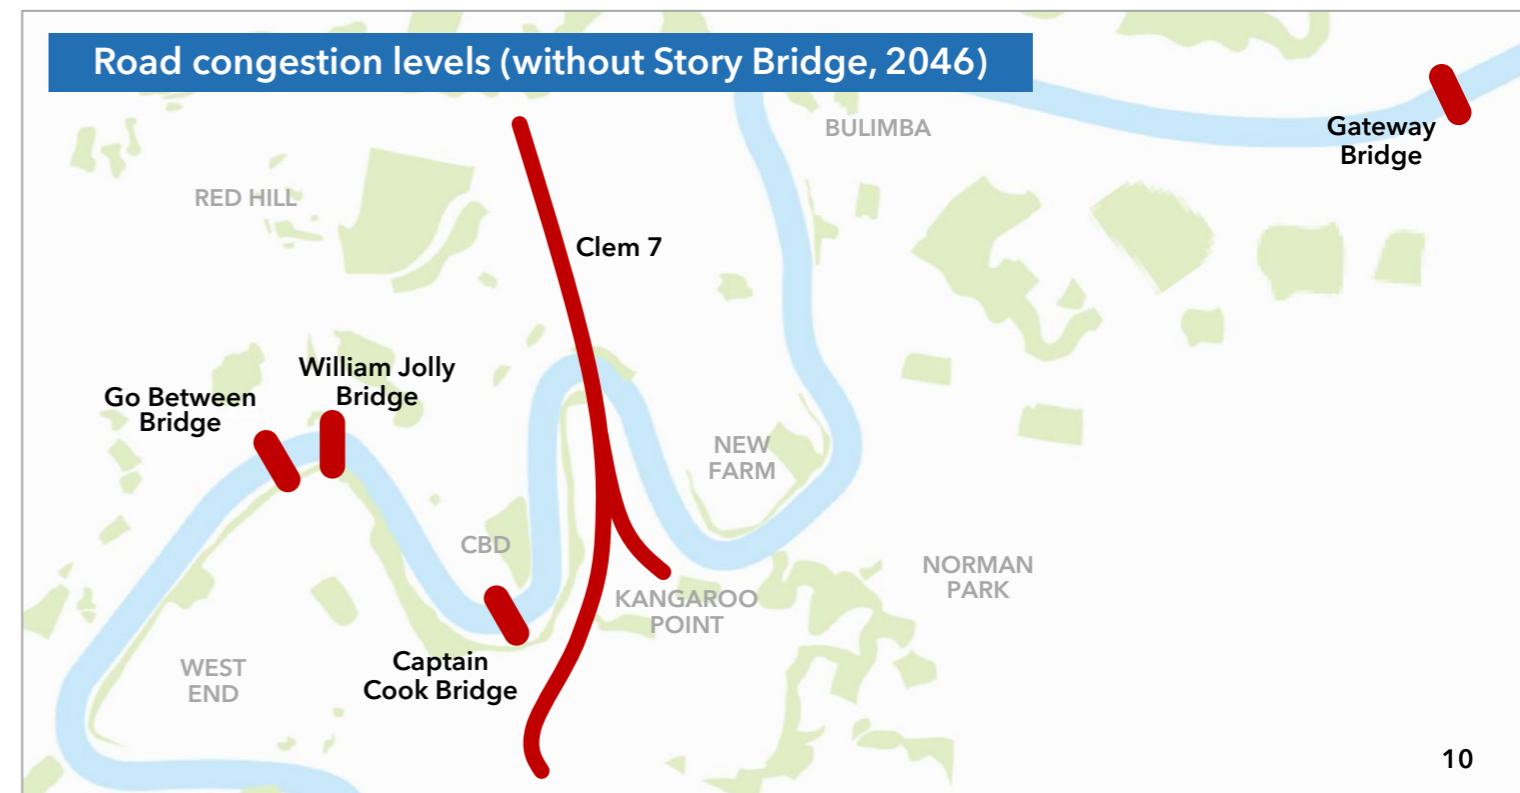 Road congestion levels (without Story Bridge, 2046)
BULIMBA
Gateway
Bridge
RED HILL
Clem 7
William Jolly
Bridge
Go Between
Bridge
NEW
FARM
CBD
NORMAN
PARK
KANGAROO
POINT
WEST
END
Captain
Cook Bridge
10